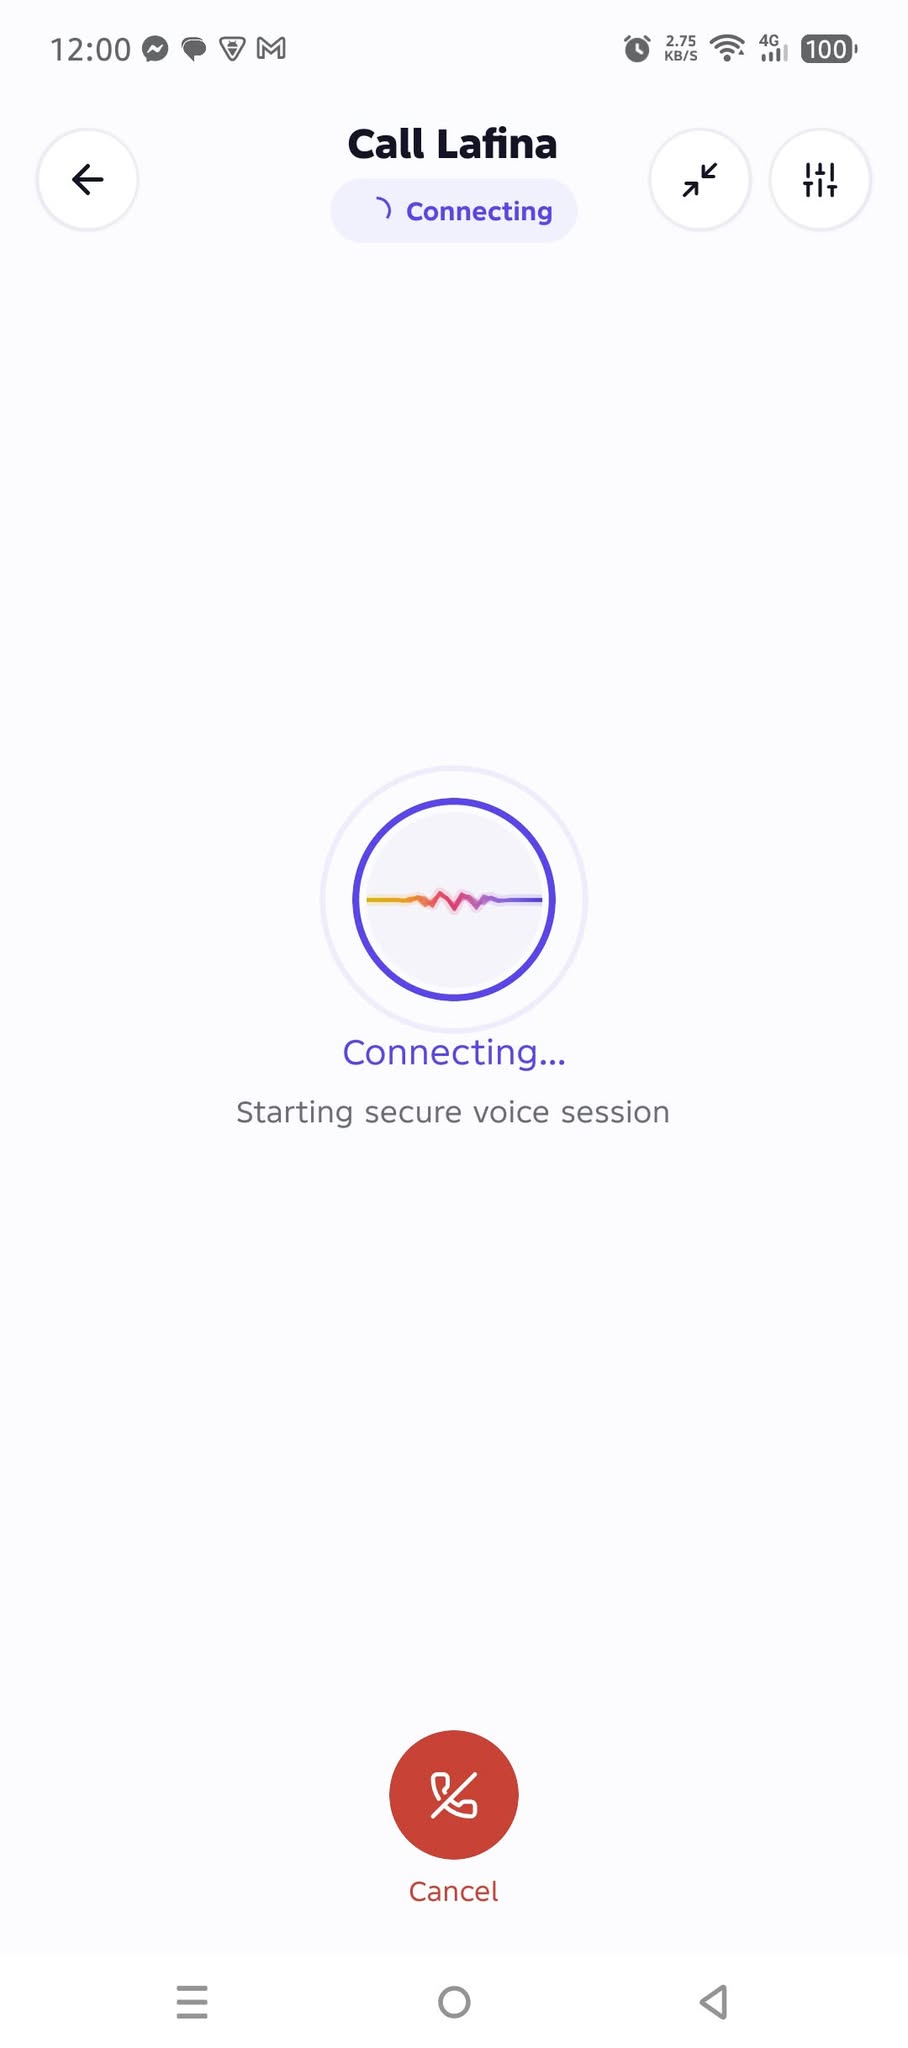 12:00
2.75
KB/S
4G
100
Call Lafina
Connecting
Connecting...
Starting secure voice session
Cancel